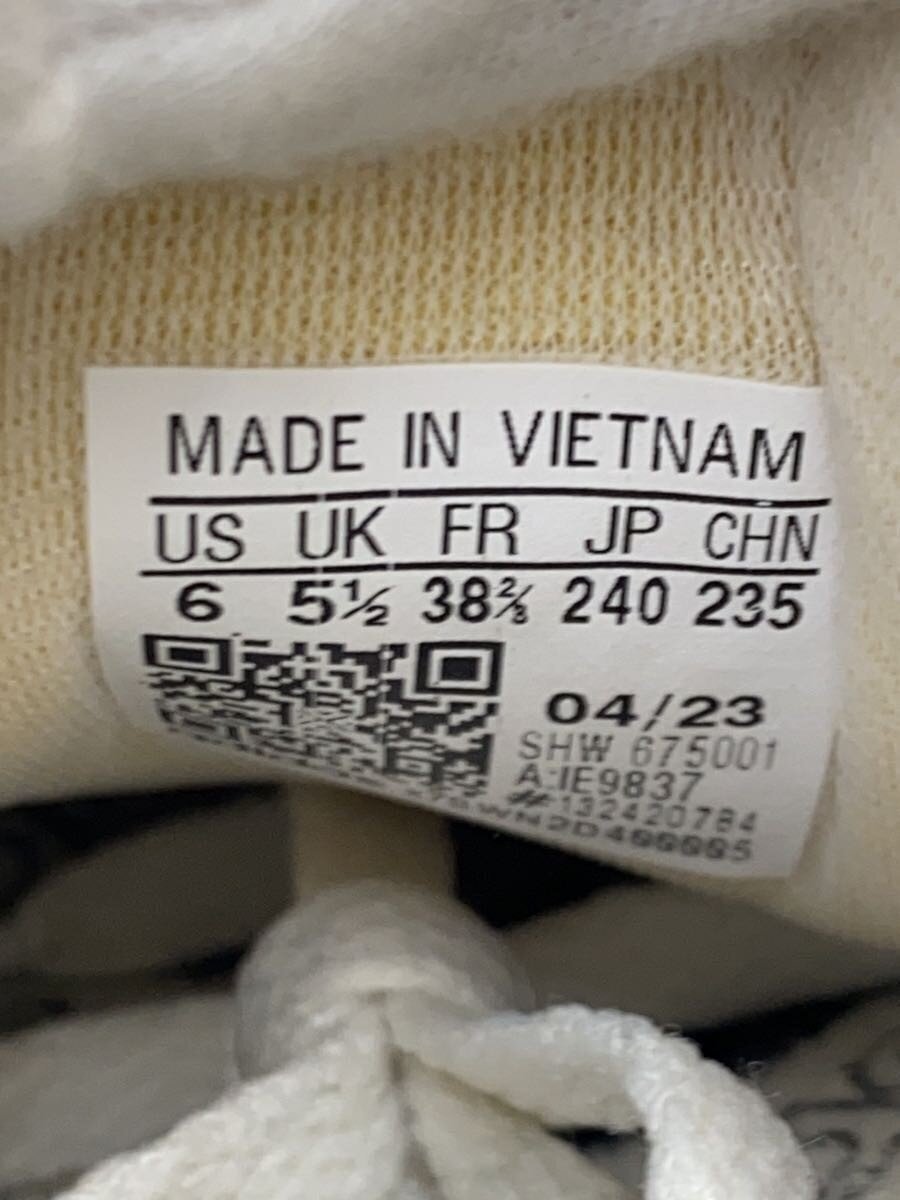 MADE IN VIETNAM
US UK FR JP CHN
6 5½ 38⅔ 240 235
04/23
SHW 675001
A:IE9837
#132420784